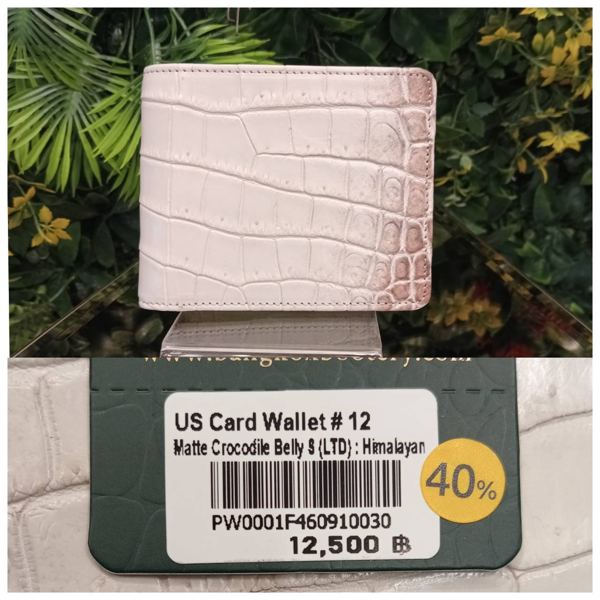 US Card Wallet # 12
Matte Crocodile Belly S (LTD) : Himalayan
40%
PW0001F460910030
12,500 ฿